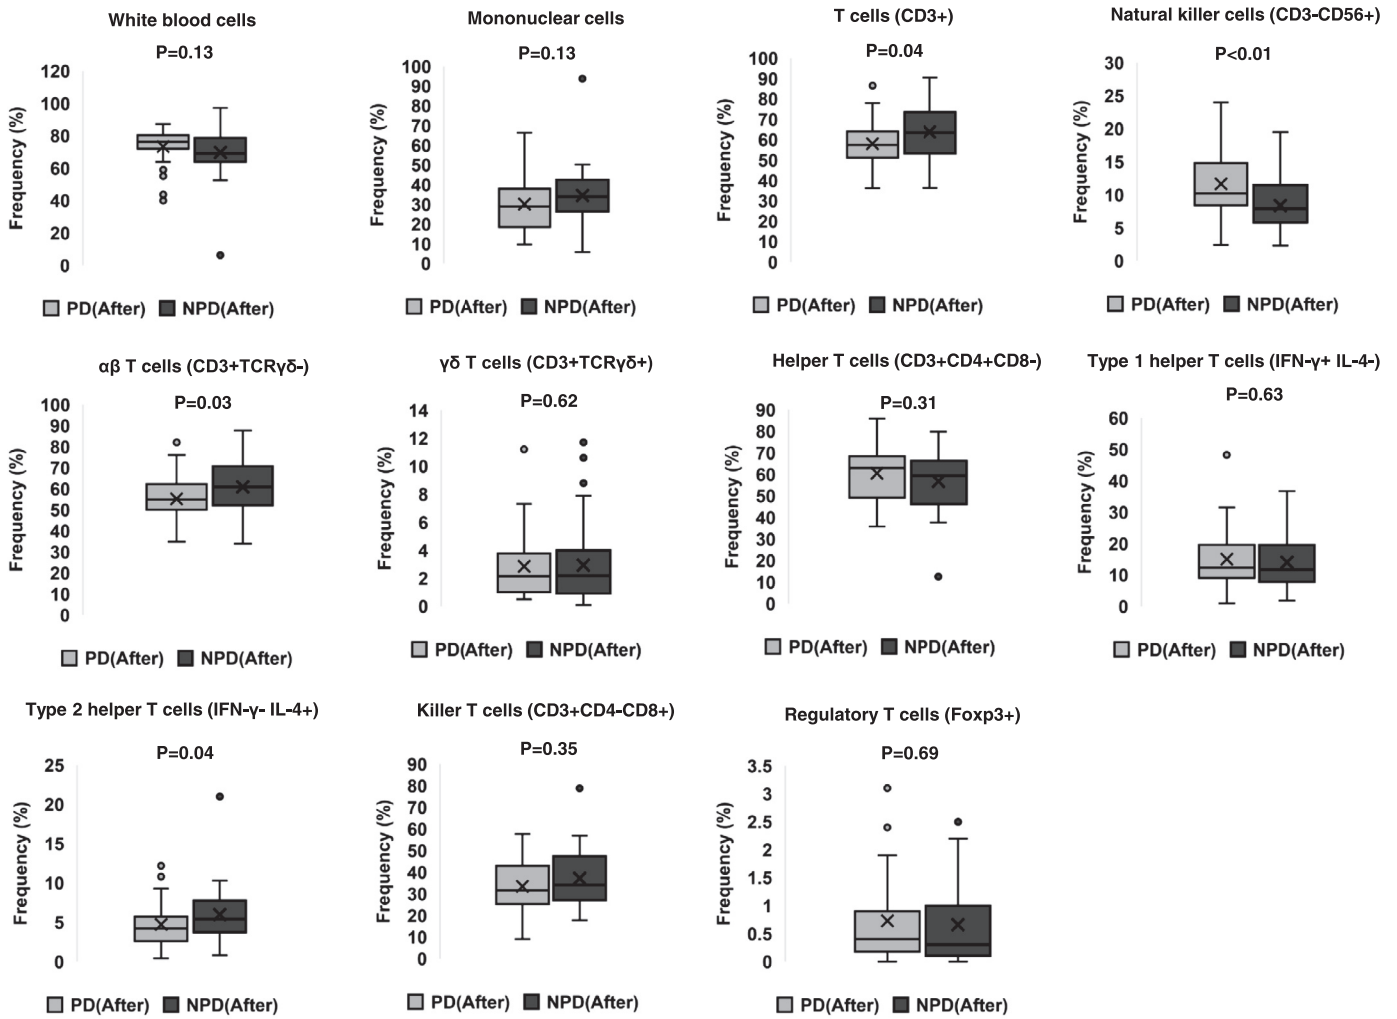 White blood cells
P=0.13
Frequency (%)
120
100
80
60
40
20
0
PD(After) NPD(After)
Mononuclear cells
P=0.13
Frequency (%)
100
90
80
70
60
50
40
30
20
10
0
PD(After) NPD(After)
T cells (CD3+)
P=0.04
Frequency (%)
100
90
80
70
60
50
40
30
20
10
0
PD(After) NPD(After)
Natural killer cells (CD3-CD56+)
P<0.01
Frequency (%)
30
25
20
15
10
5
0
PD(After) NPD(After)
αβ T cells (CD3+TCRγδ-)
P=0.03
Frequency (%)
100
90
80
70
60
50
40
30
20
10
0
PD(After) NPD(After)
γδ T cells (CD3+TCRγδ+)
P=0.62
Frequency (%)
14
12
10
8
6
4
2
0
PD(After) NPD(After)
Helper T cells (CD3+CD4+CD8-)
P=0.31
Frequency (%)
90
80
70
60
50
40
30
20
10
0
PD(After) NPD(After)
Type 1 helper T cells (IFN-γ+ IL-4-)
P=0.63
Frequency (%)
60
50
40
30
20
10
0
PD(After) NPD(After)
Type 2 helper T cells (IFN-γ- IL-4+)
P=0.04
Frequency (%)
25
20
15
10
5
0
PD(After) NPD(After)
Killer T cells (CD3+CD4-CD8+)
P=0.35
Frequency (%)
90
80
70
60
50
40
30
20
10
0
PD(After) NPD(After)
Regulatory T cells (Foxp3+)
P=0.69
Frequency (%)
3.5
3
2.5
2
1.5
1
0.5
0
PD(After) NPD(After)